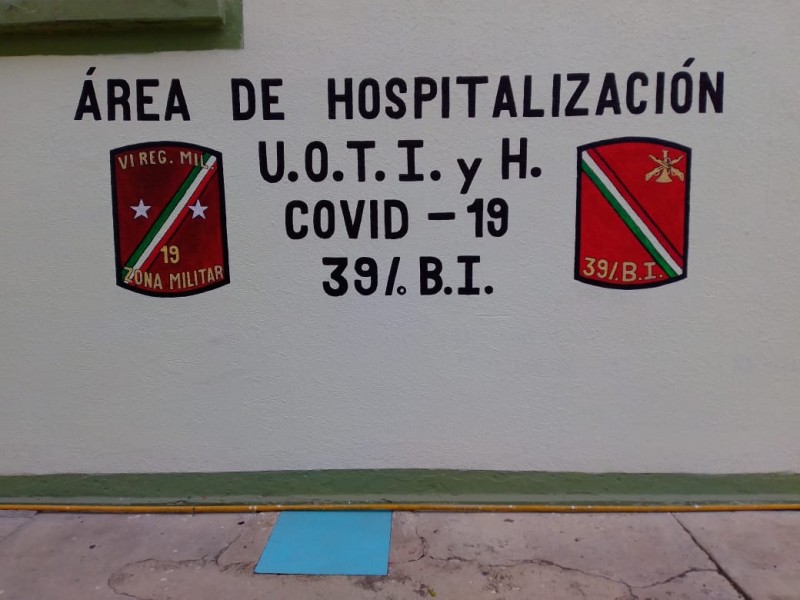 ÁREA DE HOSPITALIZACIÓN
U.O.T.I. y H.
COVID - 19
39/. B.I.
VI REG. MIL.
19
ZONA MILITAR
39/. B.I.